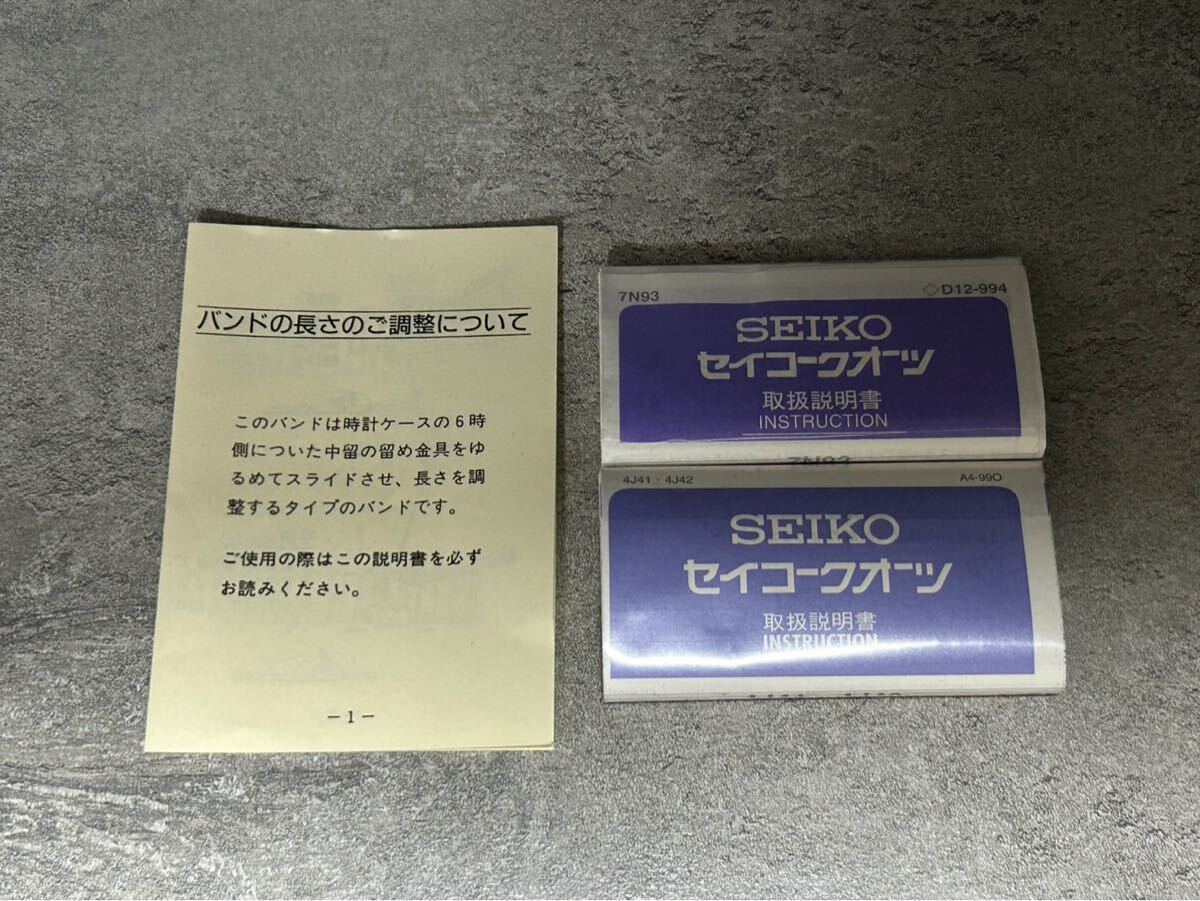 バンドの長さのご調整について
このバンドは時計ケースの6時
側についた中留の留め金具をゆ
るめてスライドさせ、長さを調
整するタイプのバンドです。
ご使用の際はこの説明書を必ず
お読みください。
－1－
7N93 ◇D12-994
SEIKO
セイコークオーツ
取扱説明書
INSTRUCTION
7N93
4J41・4J42 A4-99O
SEIKO
セイコークオーツ
取扱説明書
INSTRUCTION